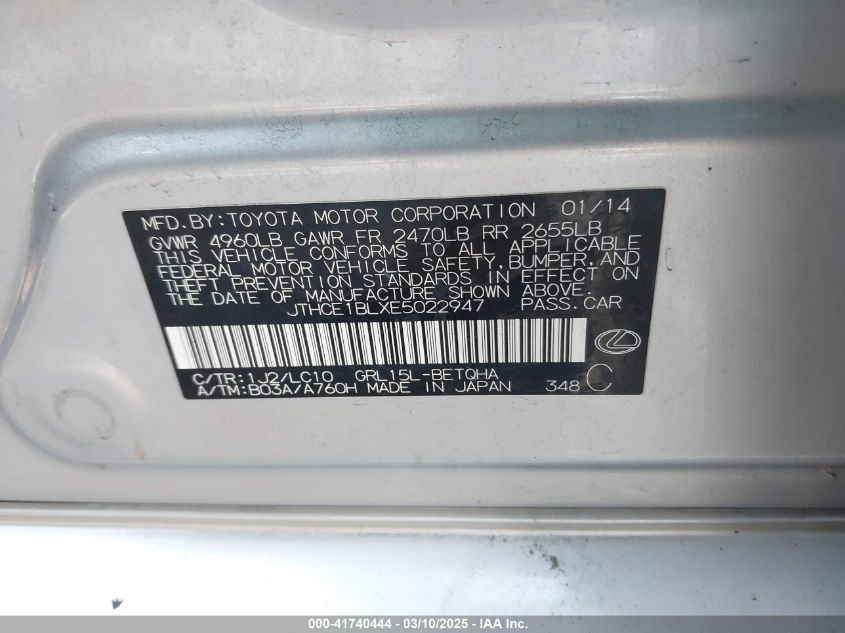 MFD.BY:TOYOTA MOTOR CORPORATION 01/14
GVWR 4960LB GAWR FR 2470LB RR 2655LB
THIS VEHICLE CONFORMS TO ALL APPLICABLE
FEDERAL MOTOR VEHICLE SAFETY, BUMPER, AND
THEFT PREVENTION STANDARDS IN EFFECT ON
THE DATE OF MANUFACTURE SHOWN ABOVE.
JTHCE1BLXE5022947 PASS.CAR
C/TR:1J2/LC10 GRL15L-BETQHA
A/TM:B03A/A760H MADE IN JAPAN 348 C
000-41740444 - 03/10/2025 - IAA Inc.